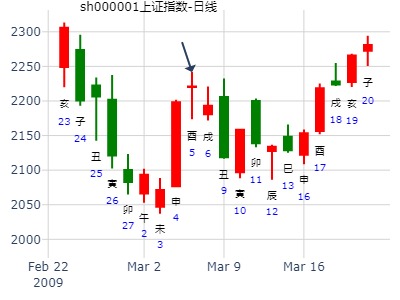 sh000001上证指数-日线
2300
2250
2200
2150
2100
2050
2000
亥
23
子
24
丑
25
寅
26
卯
27
午
2
未
3
申
4
酉
5
戌
6
丑
9
寅
10
卯
11
辰
12
巳
13
申
16
酉
17
戌
18
亥
19
子
20
Feb 22
2009
Mar 2
Mar 9
Mar 16